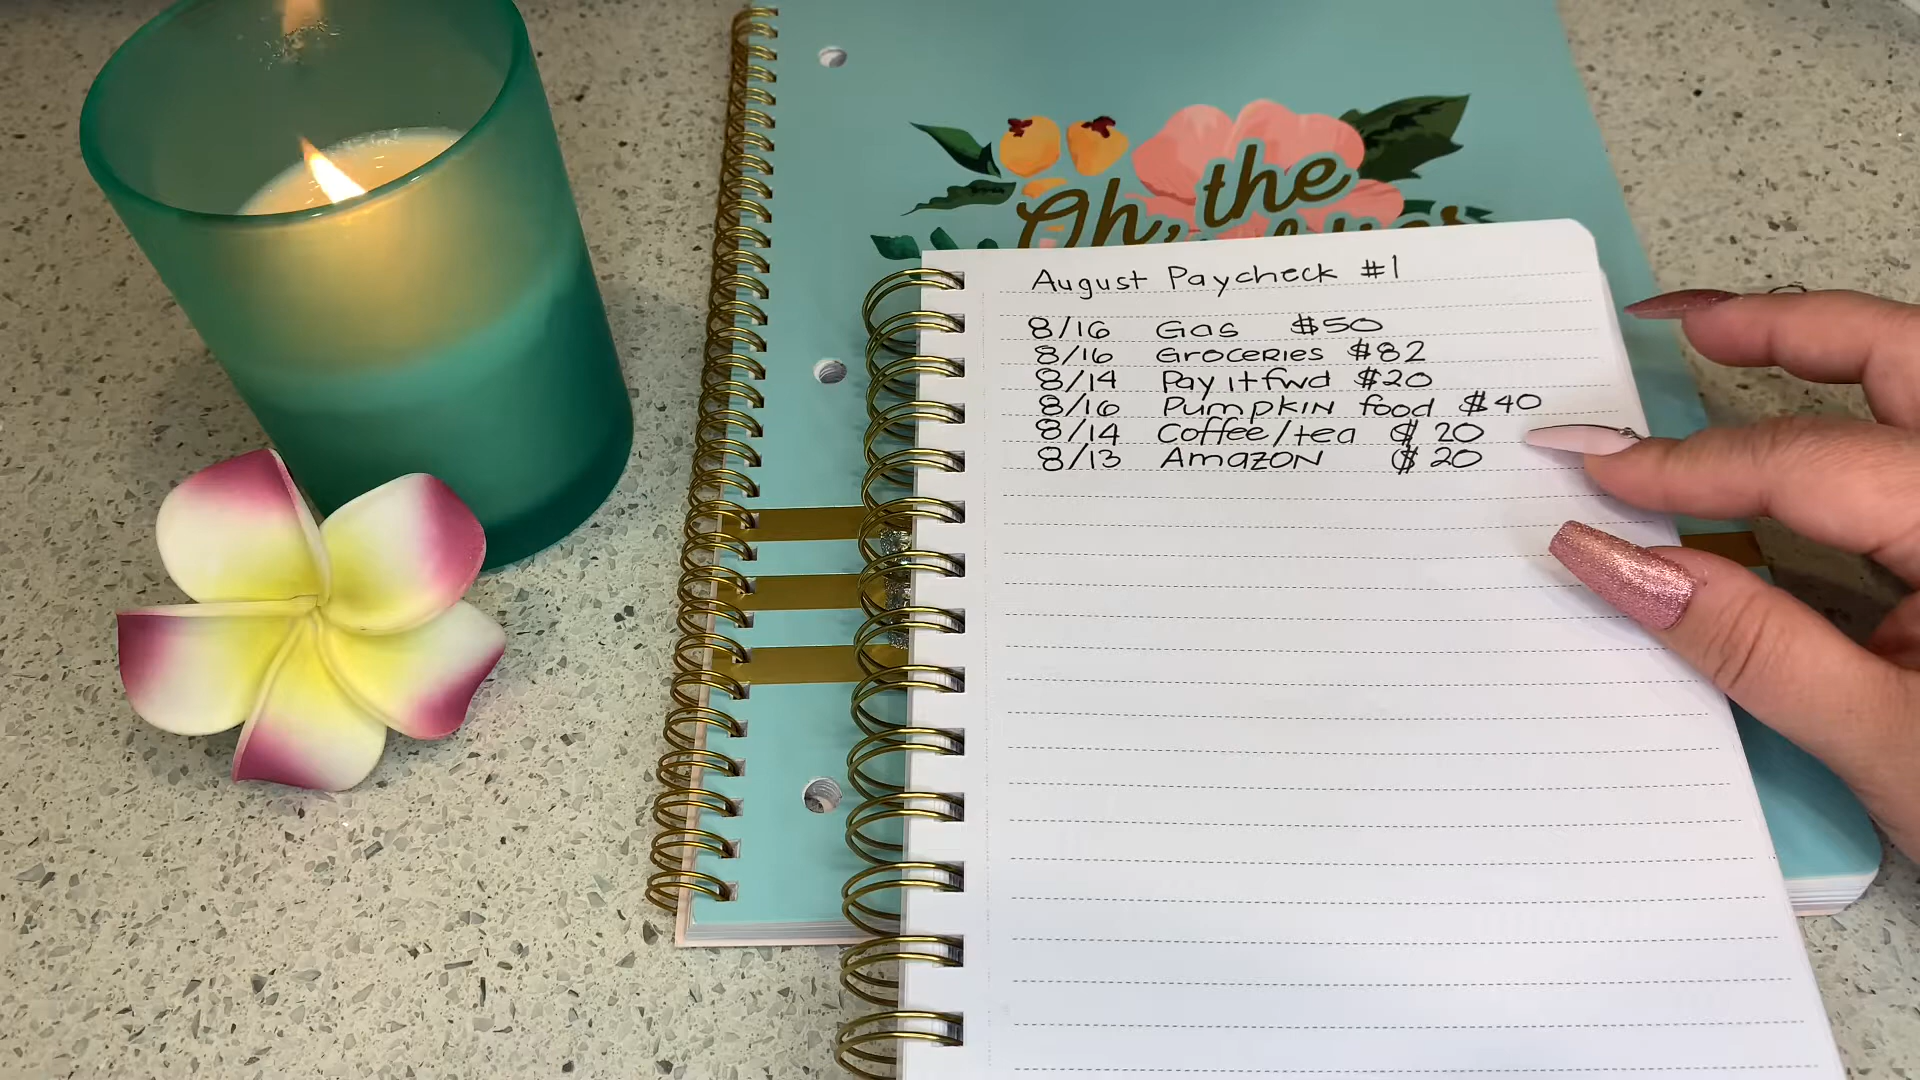 Oh, the
August Paycheck #1
8/16 Gas $50
8/16 Groceries $82
8/14 Pay it fwd $20
8/16 Pumpkin food $40
8/14 Coffee/tea $20
8/13 Amazon $20